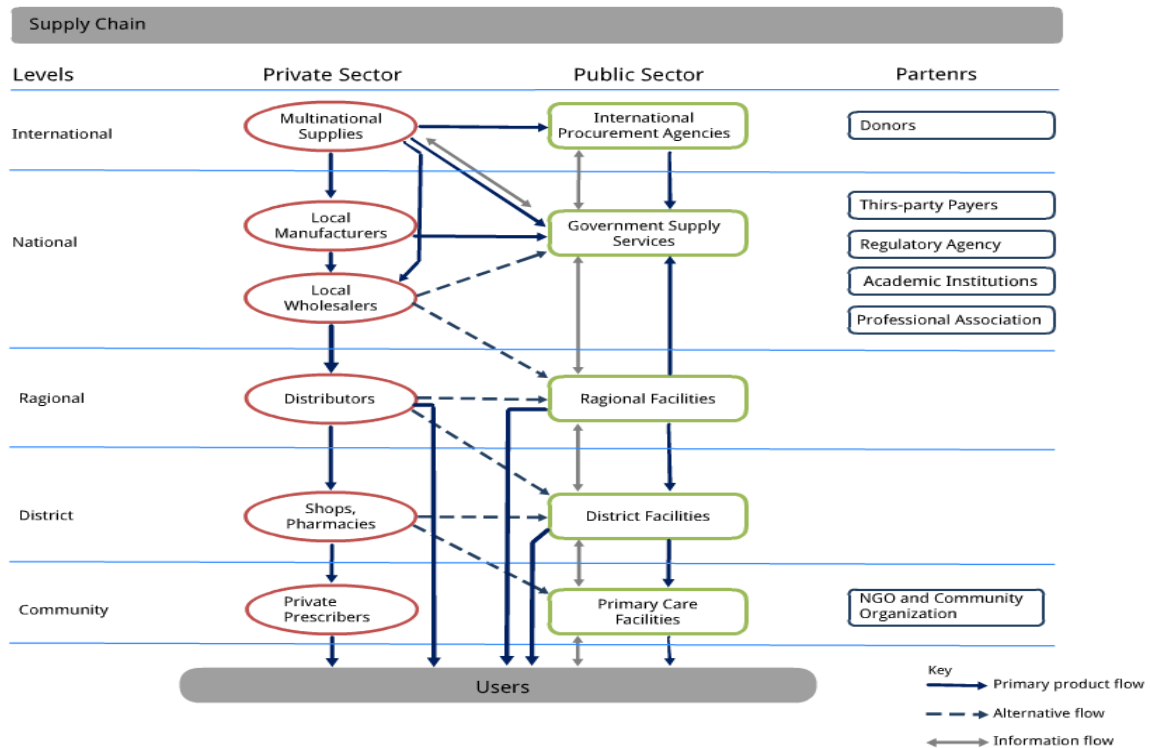 Supply Chain
Levels
Private Sector
Public Sector
Partenrs
International
Multinational
Supplies
International
Procurement Agencies
Donors
National
Local
Manufacturers
Government Supply
Services
Thirs-party Payers
Regulatory Agency
Academic Institutions
Professional Association
Local
Wholesalers
Ragional
Distributors
Ragional Facilities
District
Shops,
Pharmacies
District Facilities
Community
Private
Prescribers
Primary Care
Facilities
NGO and Community
Organization
Users
Key
Primary product flow
Alternative flow
Information flow